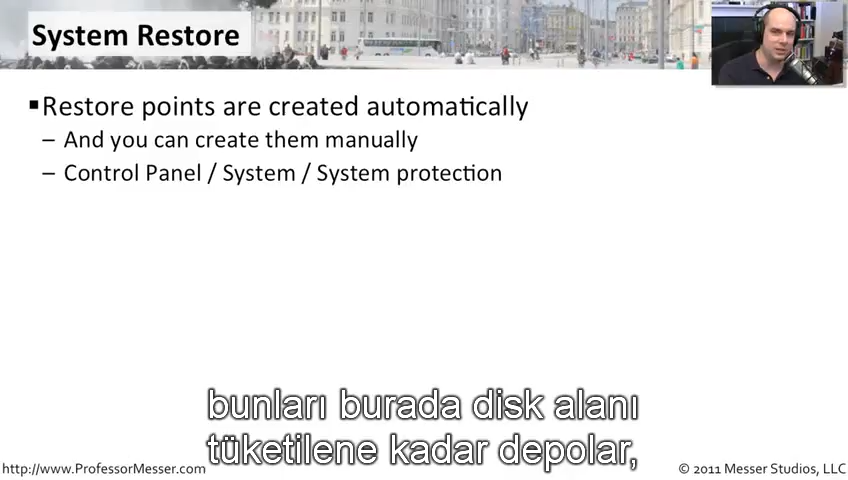 System Restore
▪Restore points are created automatically
– And you can create them manually
– Control Panel / System / System protection
bunları burada disk alanı
tüketilene kadar depolar,
http://www.ProfessorMesser.com
© 2011 Messer Studios, LLC